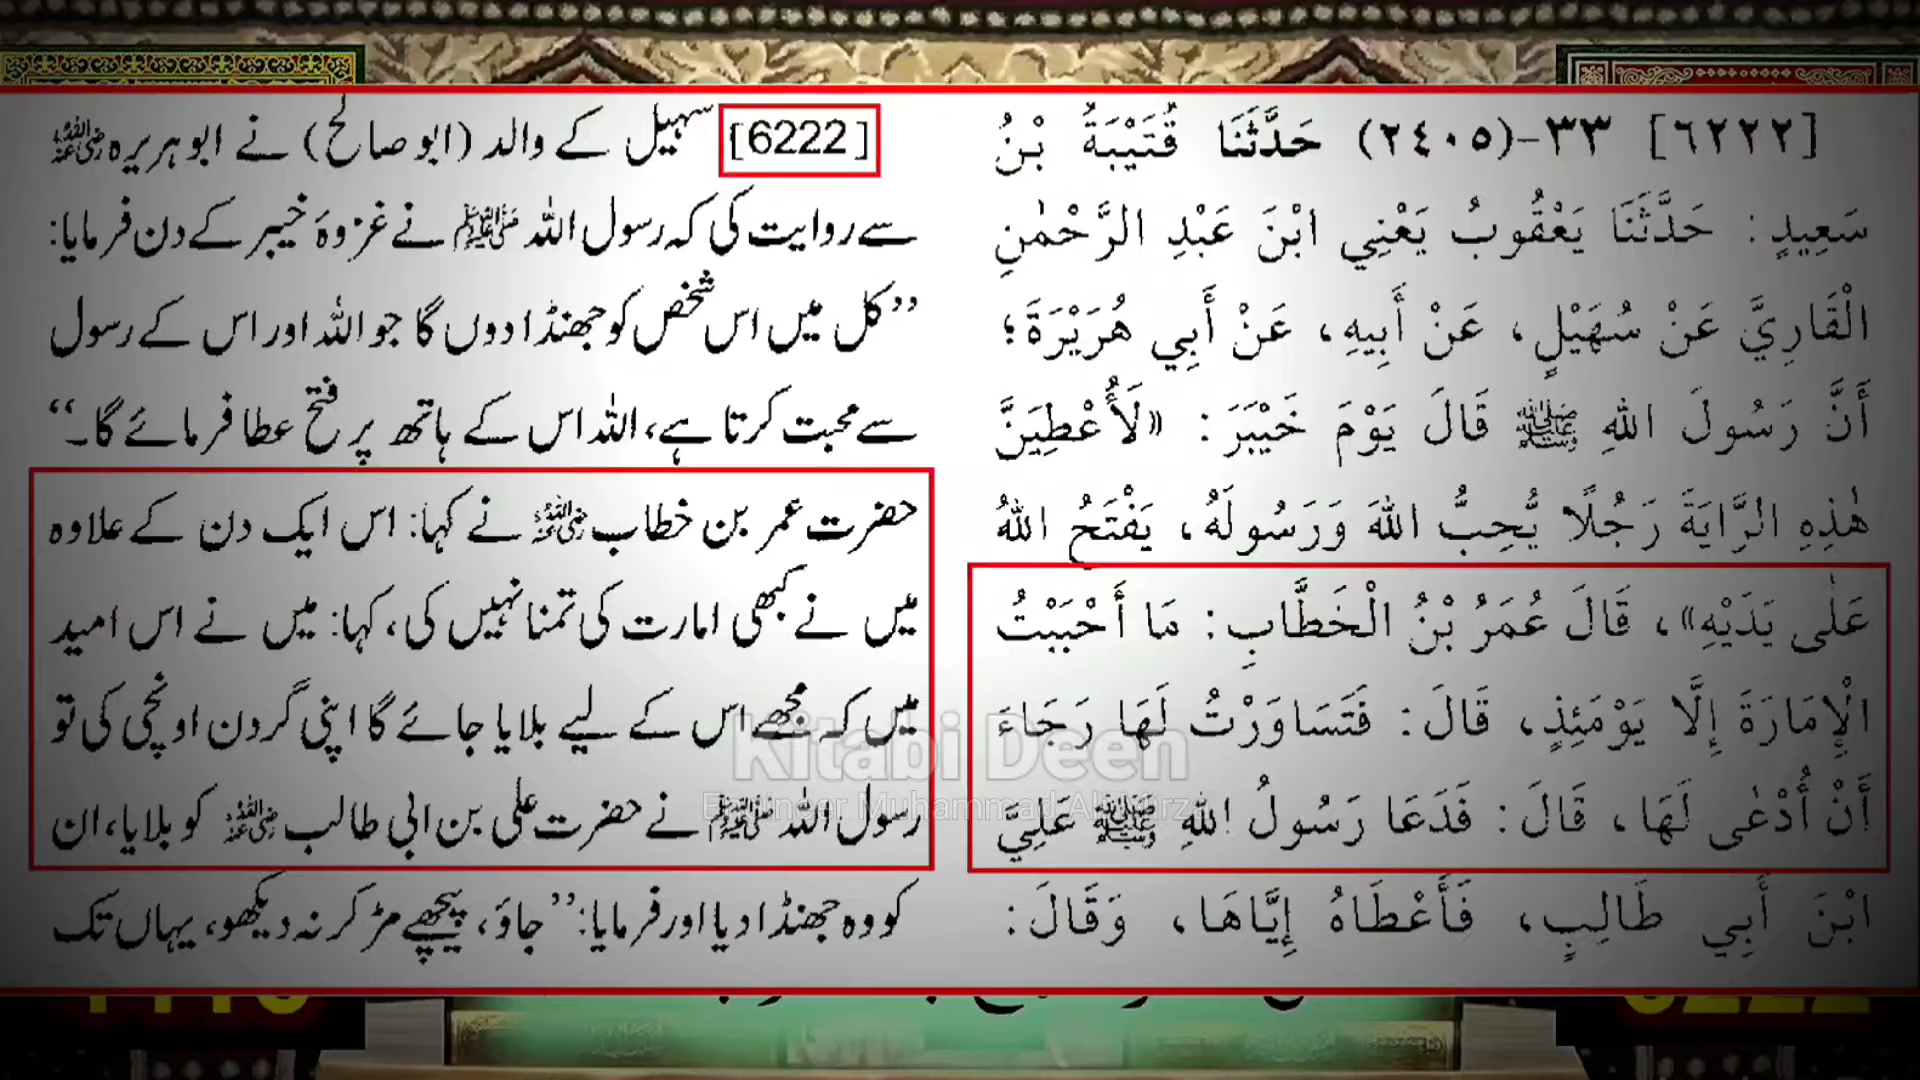 [٦٢٢٢] ٣٣-(٢٤٠٥) حَدَّثَنَا قُتَيْبَةُ بْنُ
سَعِيدٍ: حَدَّثَنَا يَعْقُوبُ يَعْنِي ابْنَ عَبْدِ الرَّحْمٰنِ
الْقَارِيَّ عَنْ سُهَيْلٍ، عَنْ أَبِيهِ، عَنْ أَبِي هُرَيْرَةَ؛
أَنَّ رَسُولَ اللهِ ﷺ قَالَ يَوْمَ خَيْبَرَ: «لَأُعْطِيَنَّ
هٰذِهِ الرَّايَةَ رَجُلًا يُّحِبُّ اللهَ وَرَسُولَهُ، يَفْتَحُ اللهُ
عَلٰى يَدَيْهِ»، قَالَ عُمَرُ بْنُ الْخَطَّابِ: مَا أَحْبَبْتُ
الْإِمَارَةَ إِلَّا يَوْمَئِذٍ، قَالَ: فَتَسَاوَرْتُ لَهَا رَجَاءَ
أَنْ أُدْعٰى لَهَا، قَالَ: فَدَعَا رَسُولُ اللهِ ﷺ عَلِيَّ
ابْنَ أَبِي طَالِبٍ، فَأَعْطَاهُ إِيَّاهَا، وَقَالَ:
[6222] سہیل کے والد (ابو صالح) نے ابوہریرہ رضی اللہ عنہ
سے روایت کی کہ رسول اللہ ﷺ نے غزوۂ خیبر کے دن فرمایا:
’’کل میں اس شخص کو جھنڈا دوں گا جو اللہ اور اس کے رسول
سے محبت کرتا ہے، اللہ اس کے ہاتھ پر فتح عطا فرمائے گا۔‘‘
حضرت عمر بن خطاب رضی اللہ عنہ نے کہا: اس ایک دن کے علاوہ
میں نے کبھی امارت کی تمنا نہیں کی، کہا: میں نے اس امید
میں کہ مجھے اس کے لیے بلایا جائے گا اپنی گردن اونچی کی تو
رسول اللہ ﷺ نے حضرت علی بن ابی طالب رضی اللہ عنہ کو بلایا، ان
کو وہ جھنڈا دیا اور فرمایا: ’’جاؤ، پیچھے مڑ کر نہ دیکھو، یہاں تک
Kitabi Deen
Muhammad Ali Mirza